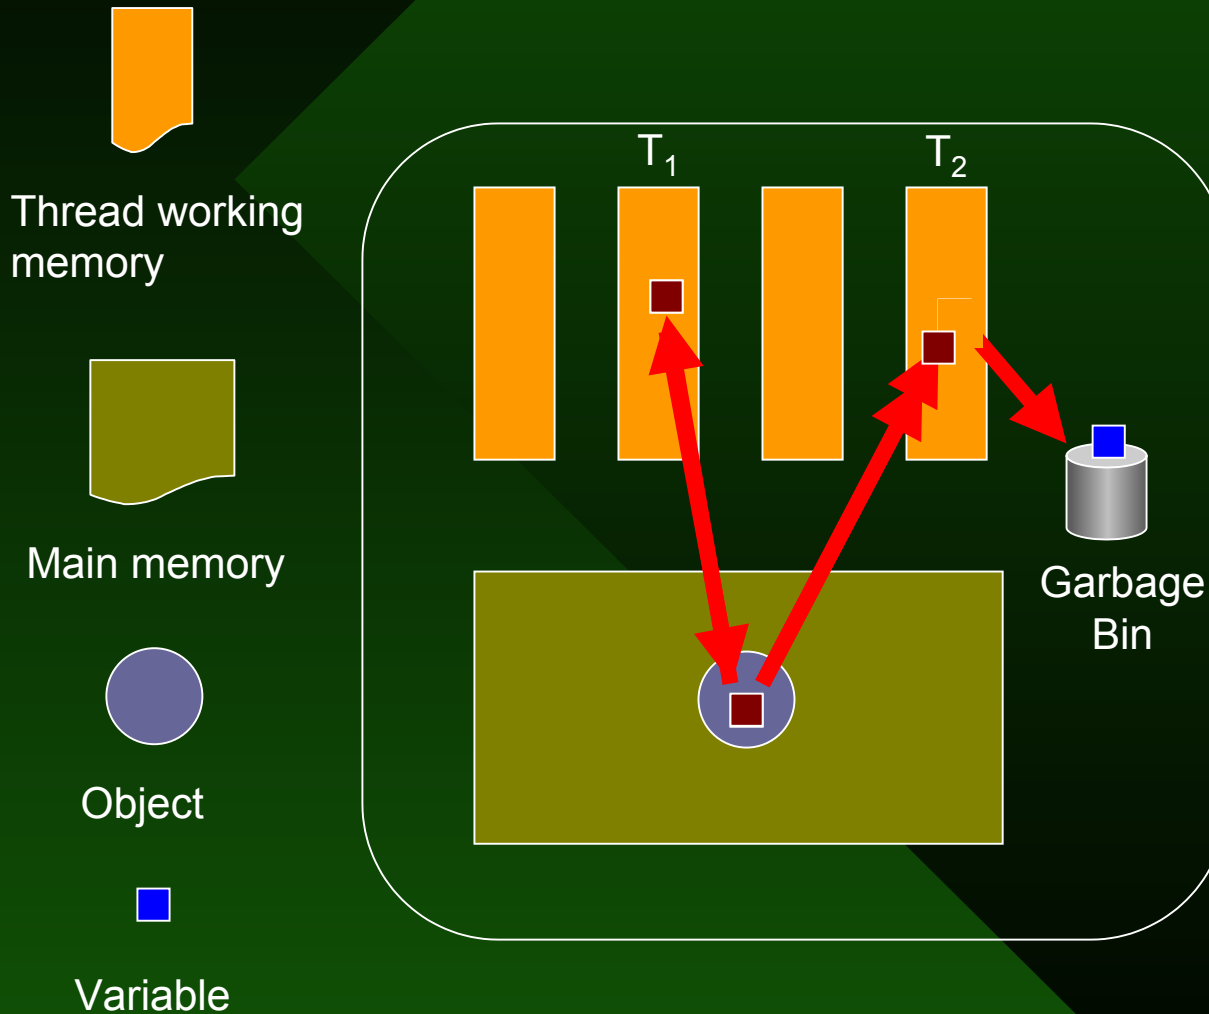 Thread working
memory
Main memory
Object
Variable
T₁
T₂
Garbage
Bin